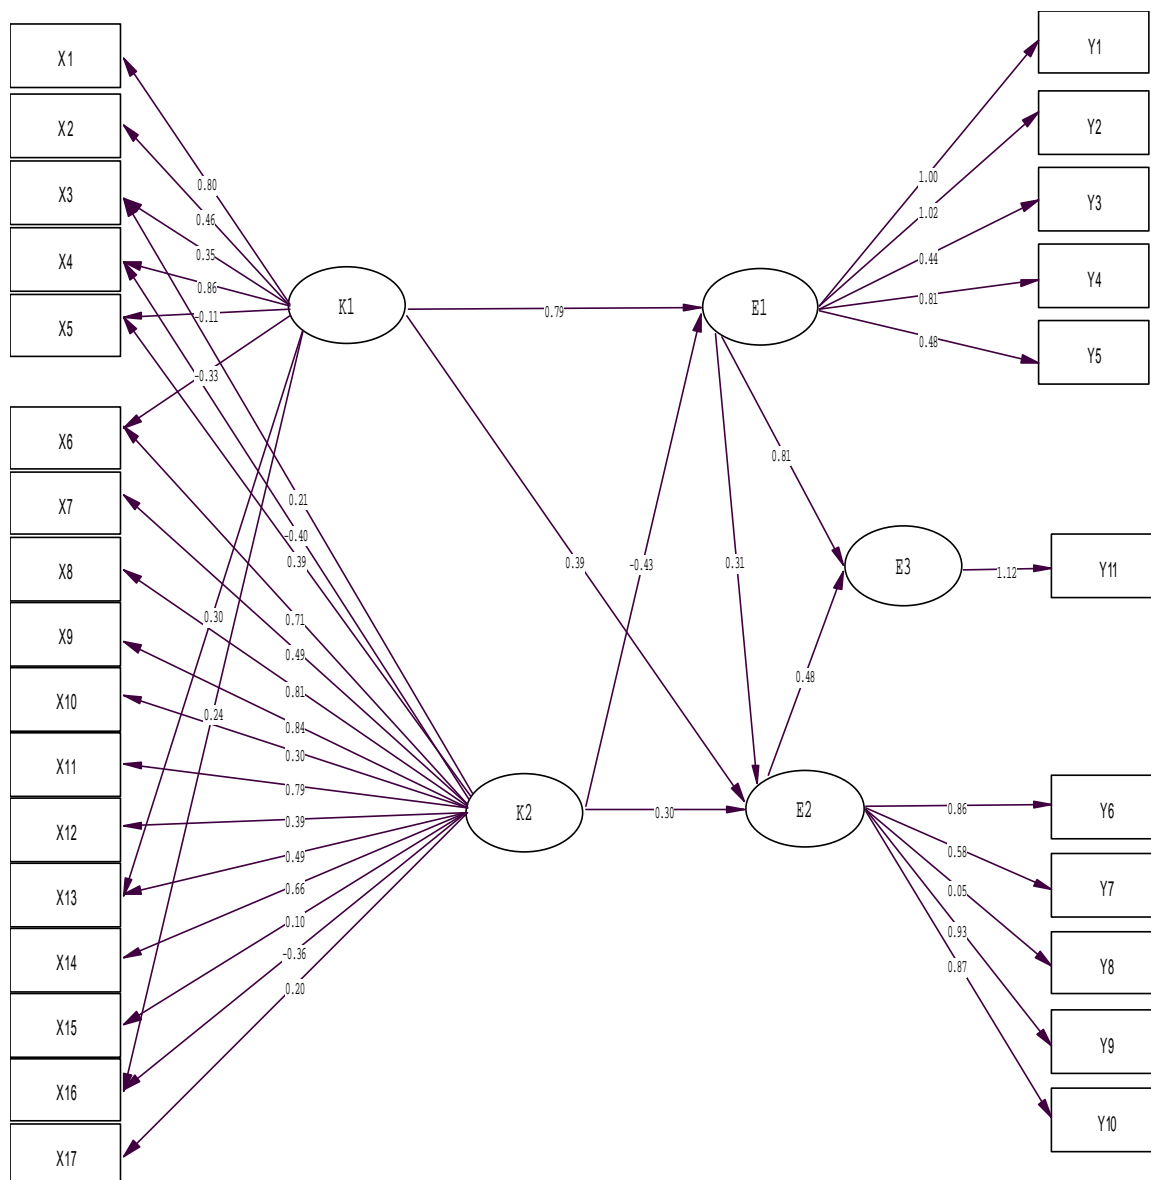 X1
X2
X3
X4
X5
X6
X7
X8
X9
X10
X11
X12
X13
X14
X15
X16
X17
0.80
0.46
0.35
0.86
-0.11
-0.33
0.21
-0.40
0.39
0.30
0.71
0.49
0.81
0.24
0.84
0.30
0.79
0.39
0.49
0.66
0.10
-0.36
0.20
K1
K2
0.79
0.39
-0.43
0.31
0.30
E1
E2
E3
0.81
0.48
1.12
1.00
1.02
0.44
0.81
0.48
0.86
0.58
0.05
0.93
0.87
Y1
Y2
Y3
Y4
Y5
Y11
Y6
Y7
Y8
Y9
Y10